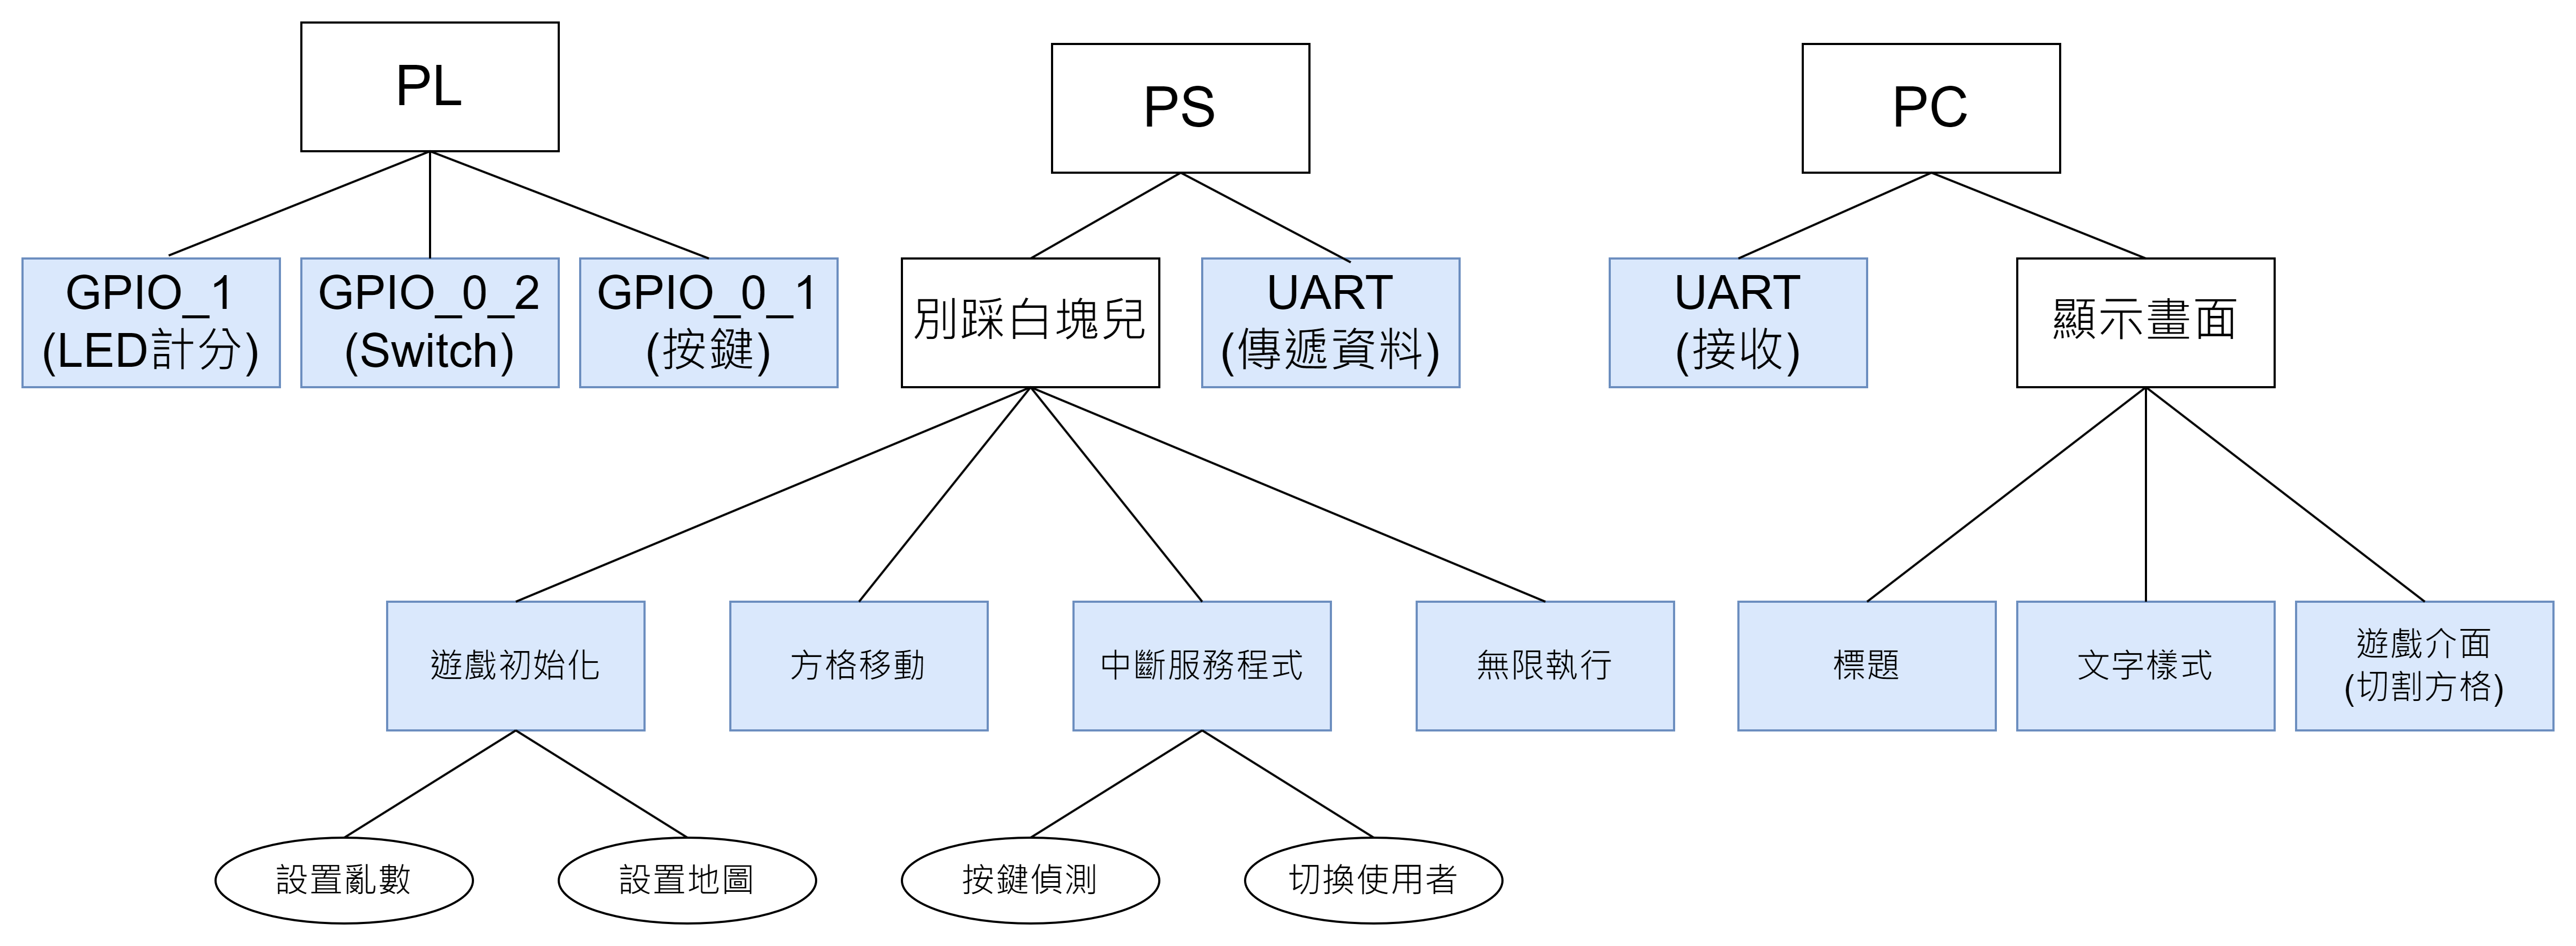 PL
PS
PC
GPIO_1
(LED計分)
GPIO_0_2
(Switch)
GPIO_0_1
(按鍵)
別踩白塊兒
UART
(傳遞資料)
UART
(接收)
顯示畫面
遊戲初始化
方格移動
中斷服務程式
無限執行
標題
文字樣式
遊戲介面
(切割方格)
設置亂數
設置地圖
按鍵偵測
切換使用者